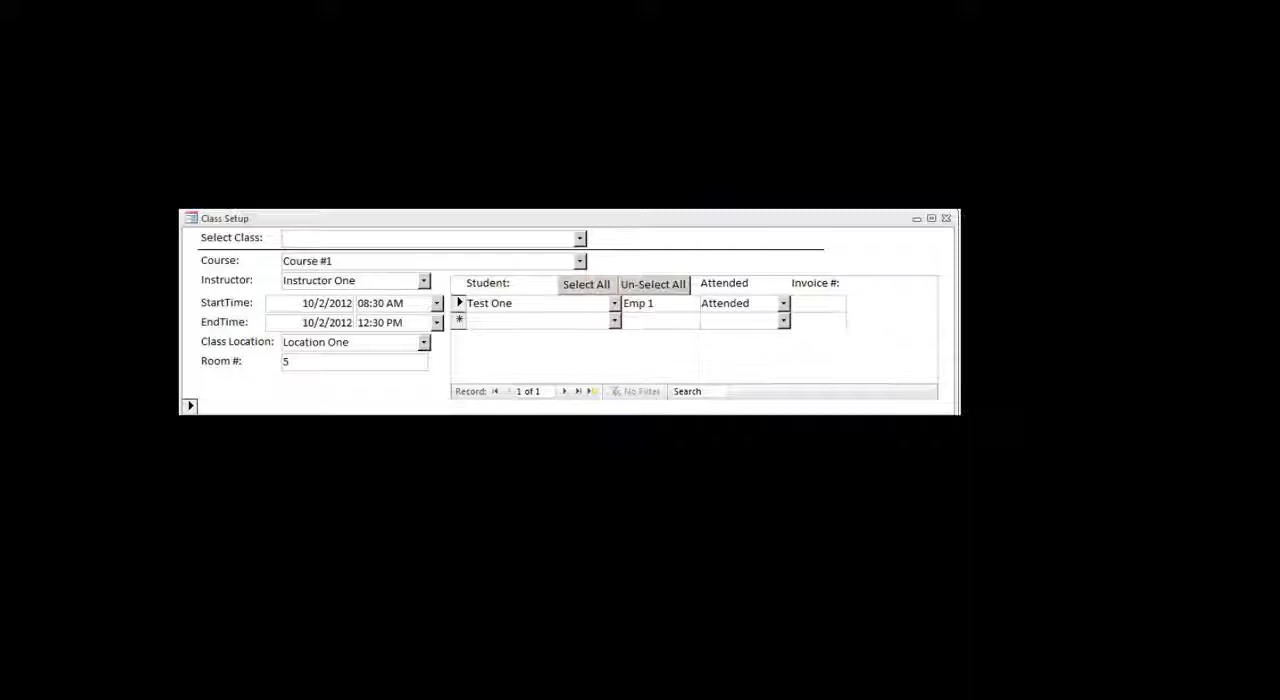 Class Setup
Select Class:
Course: Course #1
Instructor: Instructor One
StartTime: 10/2/2012 08:30 AM
EndTime: 10/2/2012 12:30 PM
Class Location: Location One
Room #: 5
Student: Select All Un-Select All Attended Invoice #:
Test One Emp 1 Attended
*
Record: 1 of 1 No Filter Search